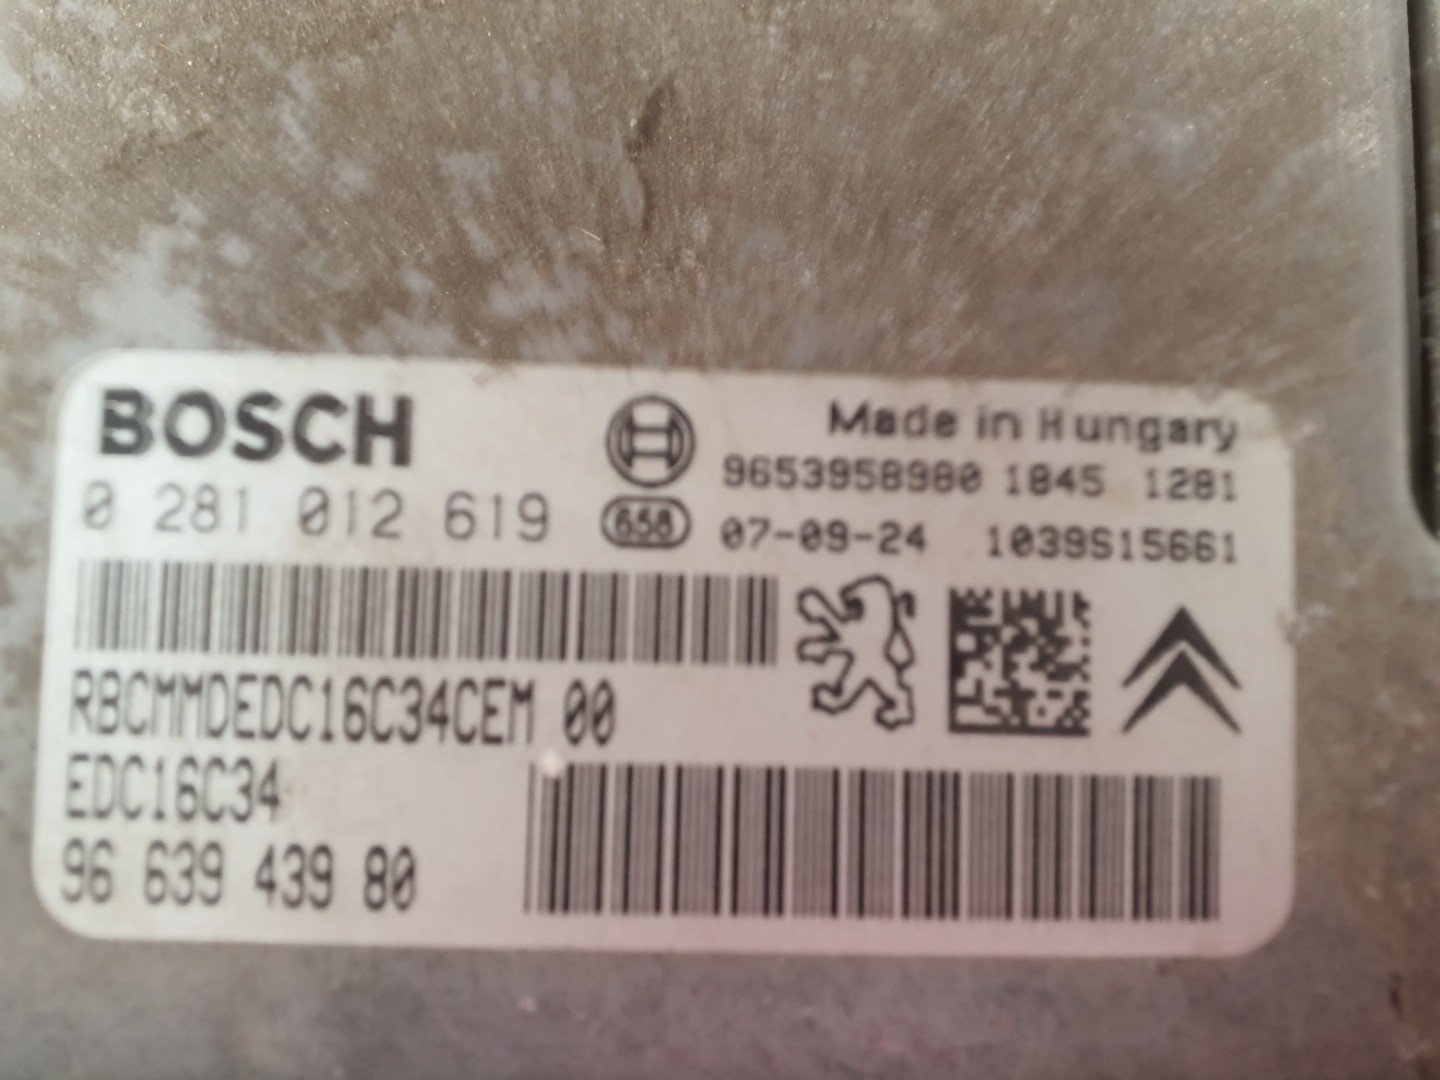 BOSCH
Made in Hungary
9653958980 1845 1281
0 281 012 619
658
07-09-24 1039S15661
RBCMMDEDC16C34CEM 00
EDC16C34
96 639 439 80